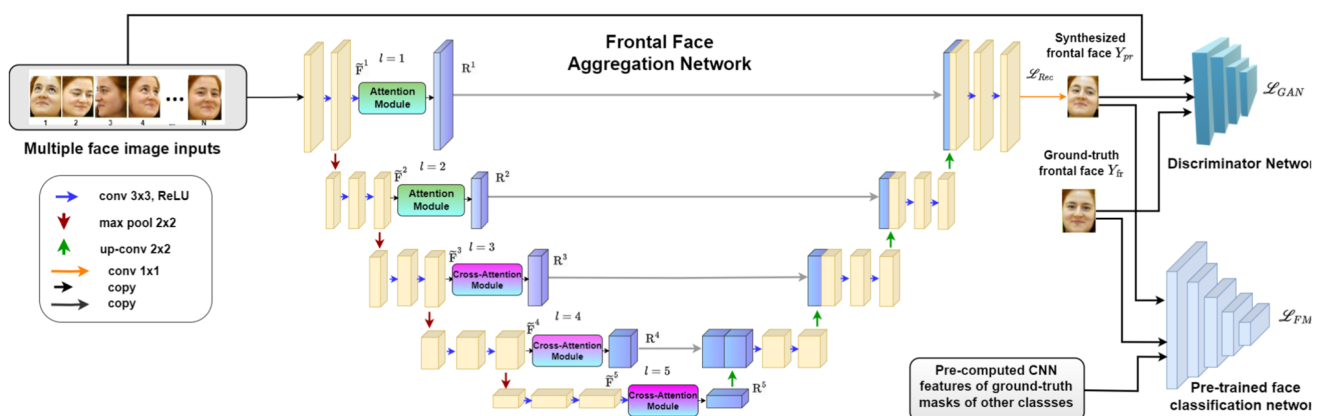 Frontal Face
Aggregation Network
1 2 3 4 ... N
Multiple face image inputs
conv 3x3, ReLU
max pool 2x2
up-conv 2x2
conv 1x1
copy
copy
F̃¹
l = 1
Attention
Module
R¹
F̃²
l = 2
Attention
Module
R²
F̃³
l = 3
Cross-Attention
Module
R³
F̃⁴
l = 4
Cross-Attention
Module
R⁴
F̃⁵
l = 5
Cross-Attention
Module
R⁵
ℒ_Rec
Synthesized
frontal face Y_pr
Ground-truth
frontal face Y_fr
ℒ_GAN
Discriminator Network
ℒ_FM
Pre-computed CNN
features of ground-truth
masks of other classses
Pre-trained face
classification network